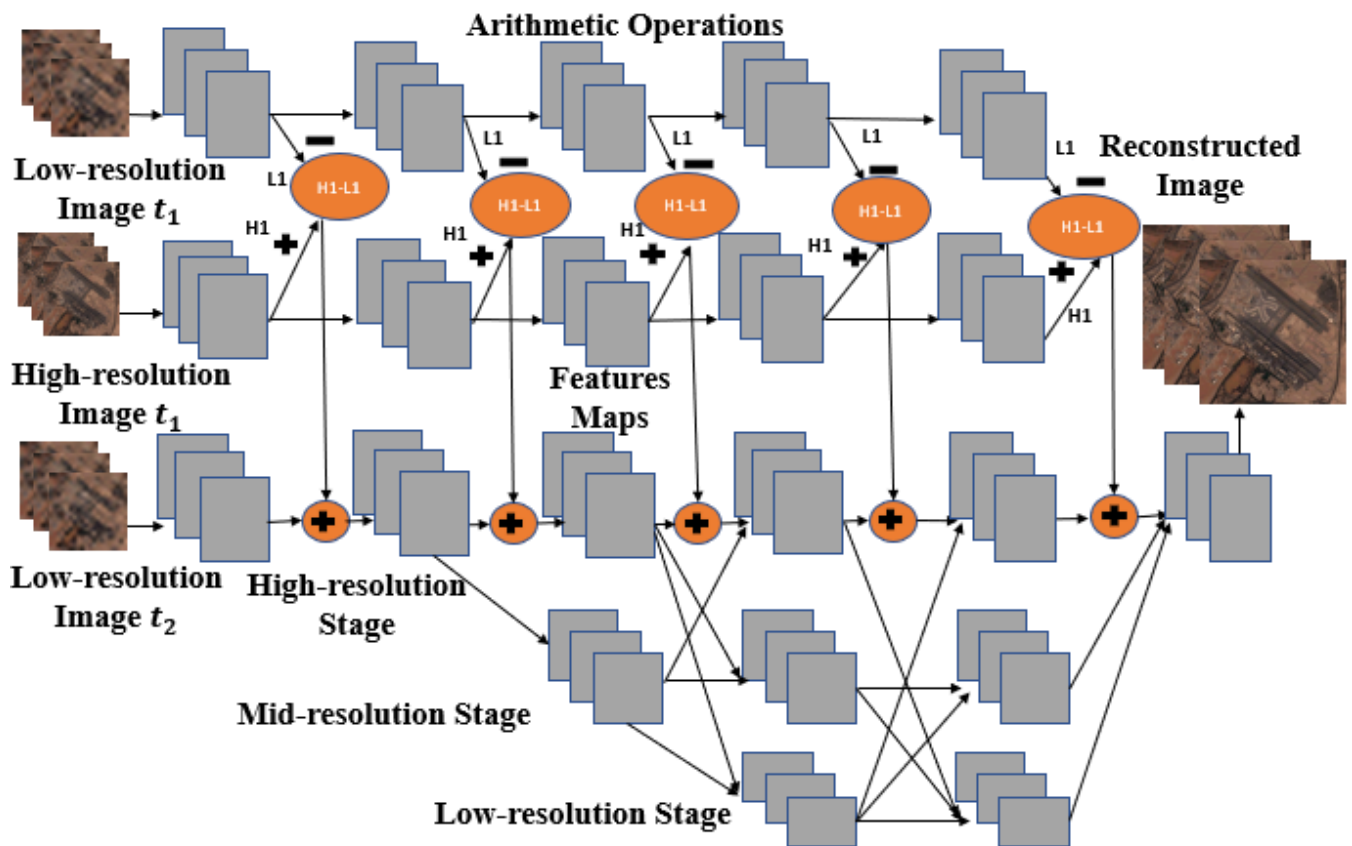 Arithmetic Operations
Low-resolution
Image t₁
L1
H1
H1-L1
L1
H1
H1-L1
L1
H1
H1-L1
L1
H1
H1-L1
L1
H1
H1-L1
Reconstructed
Image
High-resolution
Image t₁
Features
Maps
Low-resolution
Image t₂
High-resolution
Stage
Mid-resolution Stage
Low-resolution Stage